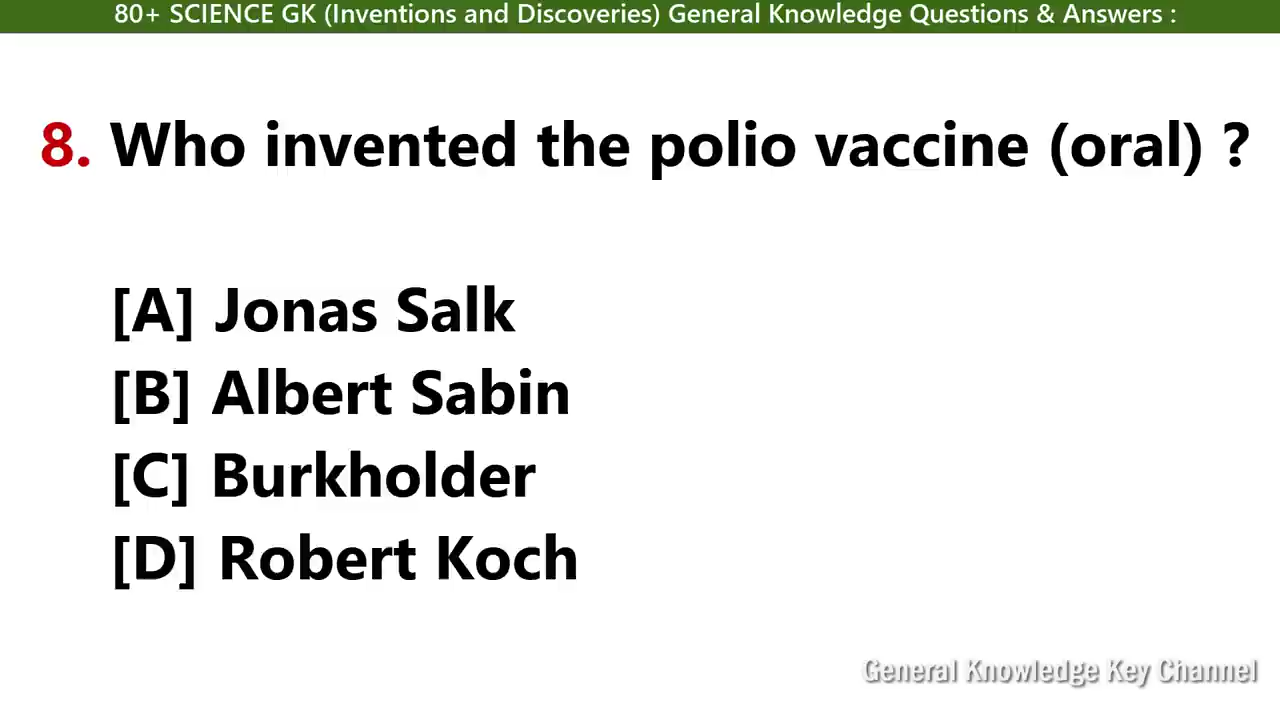 80+ SCIENCE GK (Inventions and Discoveries) General Knowledge Questions & Answers :
8. Who invented the polio vaccine (oral) ?
[A] Jonas Salk
[B] Albert Sabin
[C] Burkholder
[D] Robert Koch
General Knowledge Key Channel